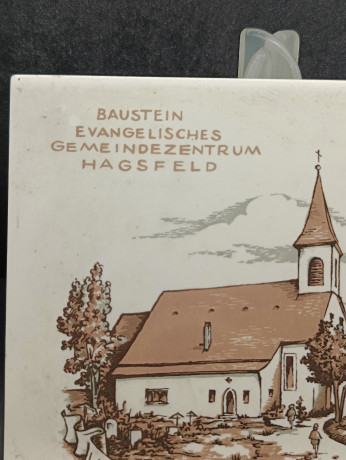 BAUSTEIN
EVANGELISCHES
GEMEINDEZENTRUM
HAGSFELD